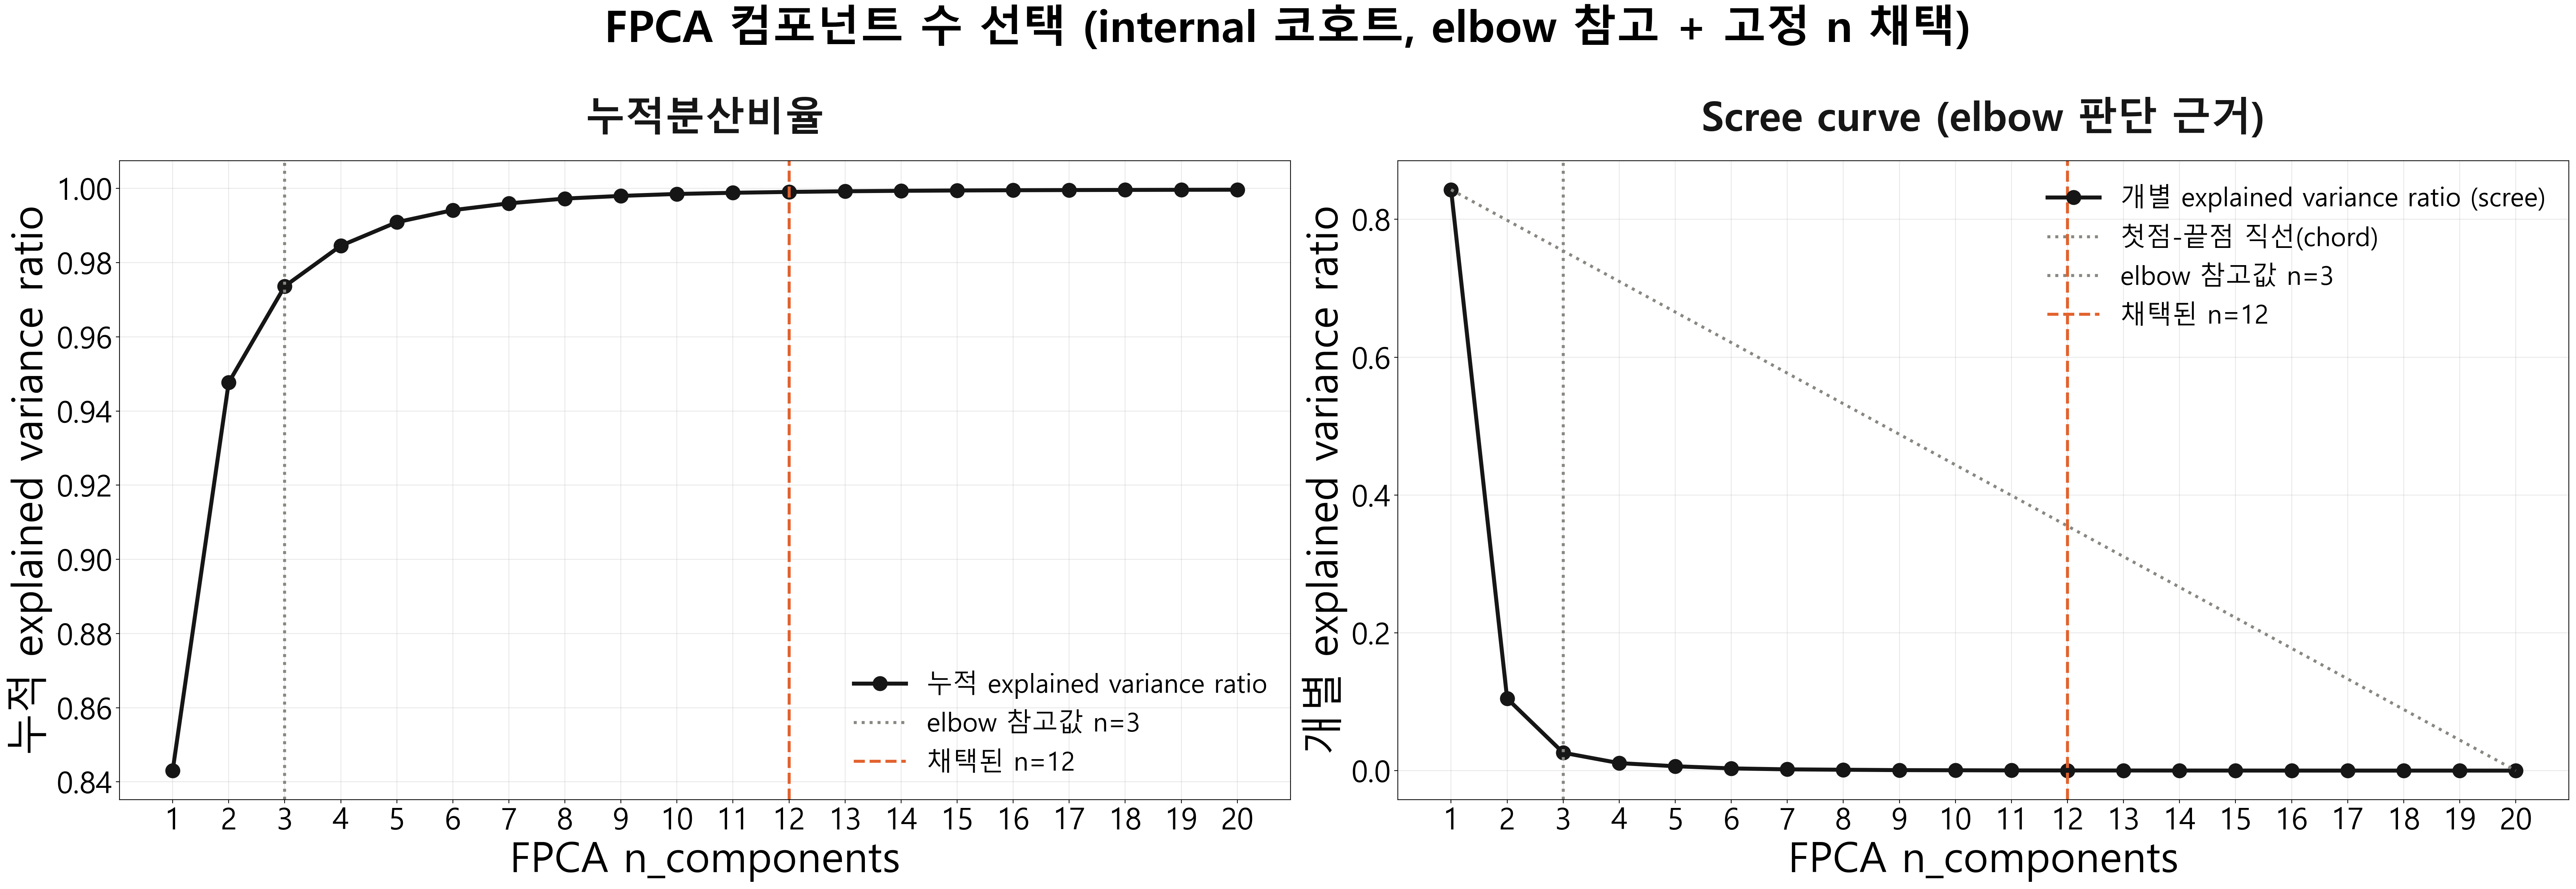 FPCA 컴포넌트 수 선택 (internal 코호트, elbow 참고 + 고정 n 채택)
누적분산비율
누적 explained variance ratio
1.00
0.98
0.96
0.94
0.92
0.90
0.88
0.86
0.84
누적 explained variance ratio
elbow 참고값 n=3
채택된 n=12
1 2 3 4 5 6 7 8 9 10 11 12 13 14 15 16 17 18 19 20
FPCA n_components
Scree curve (elbow 판단 근거)
개별 explained variance ratio
0.8
0.6
0.4
0.2
0.0
개별 explained variance ratio (scree)
첫점-끝점 직선(chord)
elbow 참고값 n=3
채택된 n=12
1 2 3 4 5 6 7 8 9 10 11 12 13 14 15 16 17 18 19 20
FPCA n_components